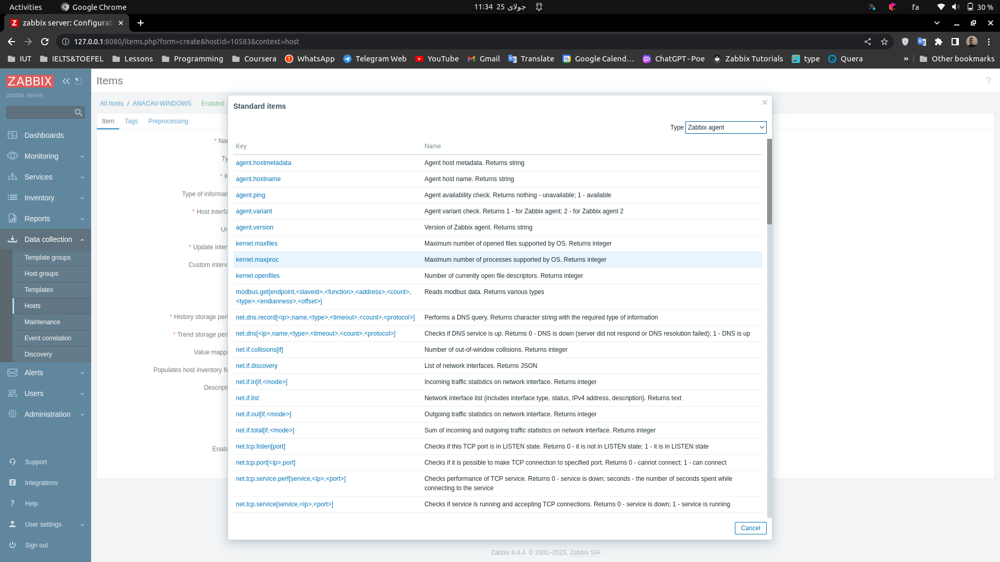 Activities
Google Chrome
11:34 25 جولای
fa
30 %
zabbix server: Configurati
127.0.0.1:8080/items.php?form=create&hostid=10583&context=host
IUT
IELTS&TOEFEL
Lessons
Programming
Coursera
WhatsApp
Telegram Web
YouTube
Gmail
Translate
Google Calend…
ChatGPT - Poe
Zabbix Tutorials
type
Quera
»
Other bookmarks
ZABBIX
zabbix server
Dashboards
Monitoring
Services
Inventory
Reports
Data collection
Template groups
Host groups
Templates
Hosts
Maintenance
Event correlation
Discovery
Alerts
Users
Administration
Support
Integrations
Help
User settings
Sign out
Items
?
All hosts / ANACAV-WINDOWS Enabled
Item Tags Preprocessing
* Nam
Ty
* K
Type of informati
* Host interfa
Un
* Update inter
Custom interva
* History storage peri
* Trend storage peri
Value mappi
Populates host inventory fie
Descripti
Enabl
Standard items
Type Zabbix agent
Key Name
agent.hostmetadata Agent host metadata. Returns string
agent.hostname Agent host name. Returns string
agent.ping Agent availability check. Returns nothing - unavailable; 1 - available
agent.variant Agent variant check. Returns 1 - for Zabbix agent; 2 - for Zabbix agent 2
agent.version Version of Zabbix agent. Returns string
kernel.maxfiles Maximum number of opened files supported by OS. Returns integer
kernel.maxproc Maximum number of processes supported by OS. Returns integer
kernel.openfiles Number of currently open file descriptors. Returns integer
modbus.get[endpoint,<slaveid>,<function>,<address>,<count>, Reads modbus data. Returns various types
<type>,<endianness>,<offset>]
net.dns.record[<ip>,name,<type>,<timeout>,<count>,<protocol>] Performs a DNS query. Returns character string with the required type of information
net.dns[<ip>,name,<type>,<timeout>,<count>,<protocol>] Checks if DNS service is up. Returns 0 - DNS is down (server did not respond or DNS resolution failed); 1 - DNS is up
net.if.collisions[if] Number of out-of-window collisions. Returns integer
net.if.discovery List of network interfaces. Returns JSON
net.if.in[if,<mode>] Incoming traffic statistics on network interface. Returns integer
net.if.list Network interface list (includes interface type, status, IPv4 address, description). Returns text
net.if.out[if,<mode>] Outgoing traffic statistics on network interface. Returns integer
net.if.total[if,<mode>] Sum of incoming and outgoing traffic statistics on network interface. Returns integer
net.tcp.listen[port] Checks if this TCP port is in LISTEN state. Returns 0 - it is not in LISTEN state; 1 - it is in LISTEN state
net.tcp.port[<ip>,port] Checks if it is possible to make TCP connection to specified port. Returns 0 - cannot connect; 1 - can connect
net.tcp.service.perf[service,<ip>,<port>] Checks performance of TCP service. Returns 0 - service is down; seconds - the number of seconds spent while
connecting to the service
net.tcp.service[service,<ip>,<port>] Checks if service is running and accepting TCP connections. Returns 0 - service is down; 1 - service is running
Cancel
Zabbix 6.4.4. © 2001–2023, Zabbix SIA